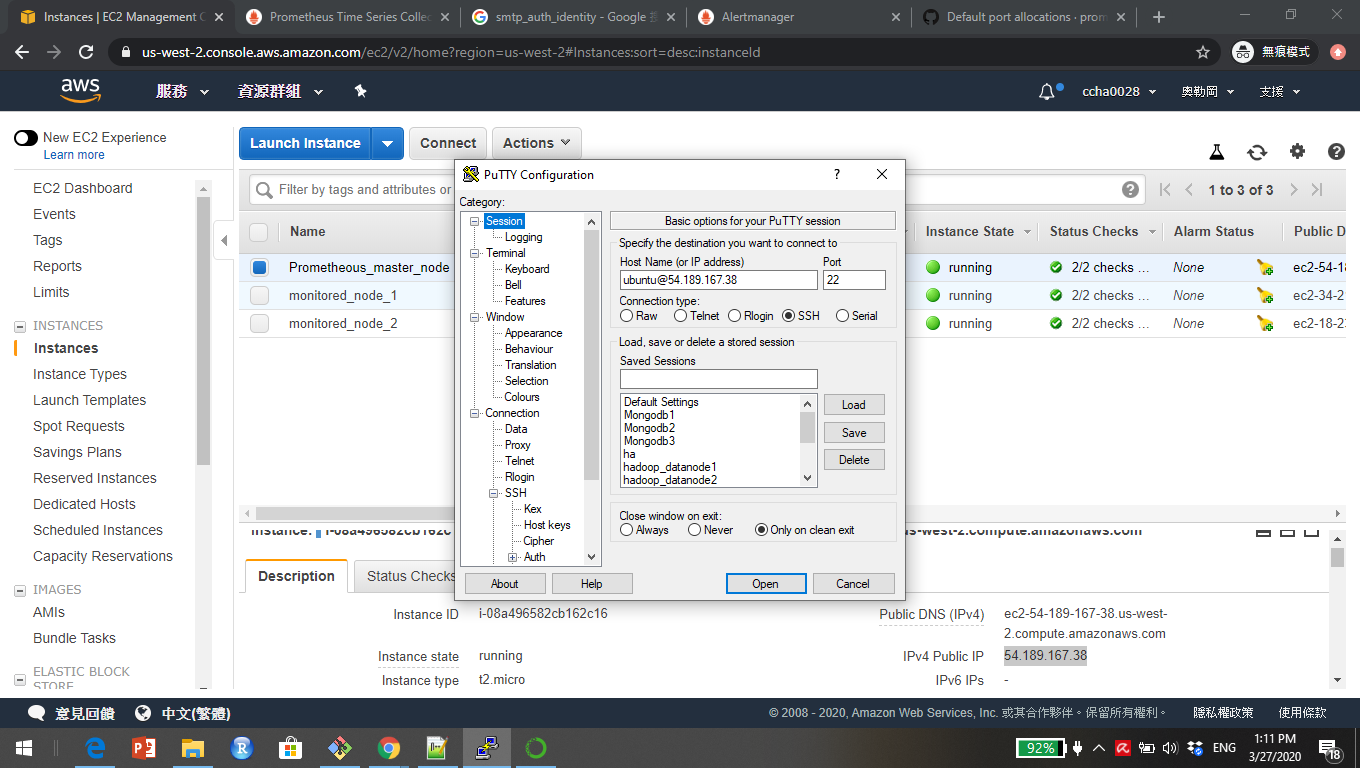 Instances | EC2 Management C
Prometheus Time Series Collec
smtp_auth_identity - Google
Alertmanager
Default port allocations · prom
us-west-2.console.aws.amazon.com/ec2/v2/home?region=us-west-2#Instances:sort=desc:instanceId
無痕模式
aws
服務
資源群組
ccha0028
奧勒岡
支援
New EC2 Experience
Learn more
EC2 Dashboard
Events
Tags
Reports
Limits
INSTANCES
Instances
Instance Types
Launch Templates
Spot Requests
Savings Plans
Reserved Instances
Dedicated Hosts
Scheduled Instances
Capacity Reservations
IMAGES
AMIs
Bundle Tasks
ELASTIC BLOCK
STORE
Launch Instance
Connect
Actions
Filter by tags and attributes or
1 to 3 of 3
Name
Instance State
Status Checks
Alarm Status
Public D
Prometheous_master_node
running
2/2 checks ...
None
ec2-54-18
monitored_node_1
running
2/2 checks ...
None
ec2-34-2
monitored_node_2
running
2/2 checks ...
None
ec2-18-23
PuTTY Configuration
?
Category:
Session
Logging
Terminal
Keyboard
Bell
Features
Window
Appearance
Behaviour
Translation
Selection
Colours
Connection
Data
Proxy
Telnet
Rlogin
SSH
Kex
Host keys
Cipher
Auth
Basic options for your PuTTY session
Specify the destination you want to connect to
Host Name (or IP address)
Port
ubuntu@54.189.167.38
22
Connection type:
Raw
Telnet
Rlogin
SSH
Serial
Load, save or delete a stored session
Saved Sessions
Default Settings
Mongodb1
Mongodb2
Mongodb3
ha
hadoop_datanode1
hadoop_datanode2
Load
Save
Delete
Close window on exit:
Always
Never
Only on clean exit
About
Help
Open
Cancel
Instance: i-08a496582cb162c1
us-west-2.compute.amazonaws.com
Description
Status Checks
Instance ID
i-08a496582cb162c16
Instance state
running
Instance type
t2.micro
Public DNS (IPv4)
ec2-54-189-167-38.us-west-
2.compute.amazonaws.com
IPv4 Public IP
54.189.167.38
IPv6 IPs
-
意見回饋
中文(繁體)
© 2008 - 2020, Amazon Web Services, Inc. 或其合作夥伴。保留所有權利。
隱私權政策
使用條款
92%
ENG
1:11 PM
3/27/2020
18